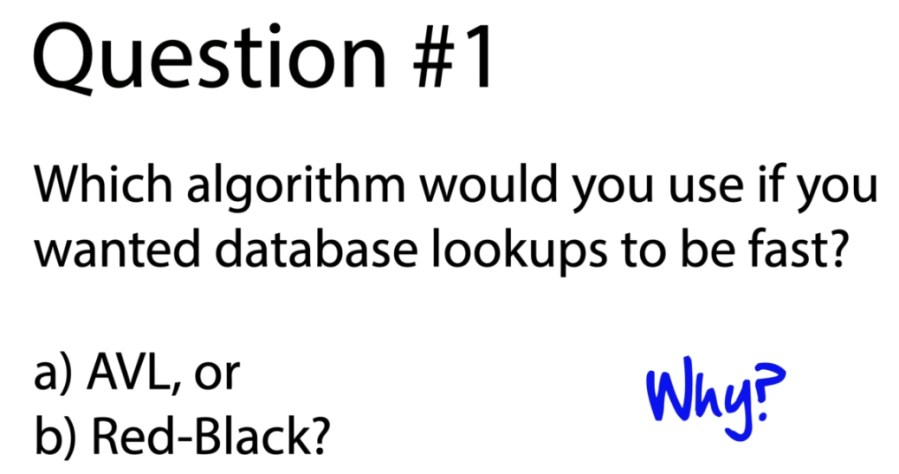 Question #1
Which algorithm would you use if you
wanted database lookups to be fast?
a) AVL, or
b) Red-Black?
Why?